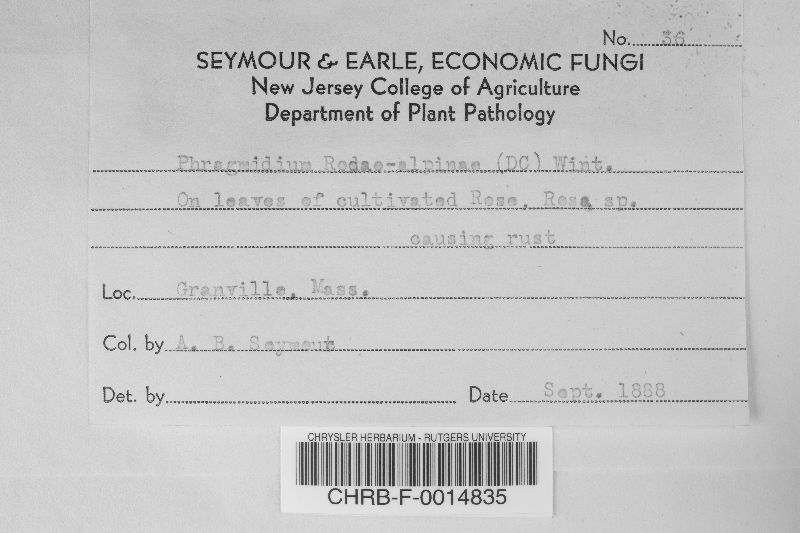 No. 36
SEYMOUR & EARLE, ECONOMIC FUNGI
New Jersey College of Agriculture
Department of Plant Pathology
Phragmidium Rodae-alpinae (DC) Wint.
On leaves of cultivated Rose, Rosa sp.
causing rust
Loc. Granville, Mass.
Col. by A. B. Seymour
Det. by
Date Sept. 1888
CHRYSLER HERBARIUM - RUTGERS UNIVERSITY
CHRB-F-0014835